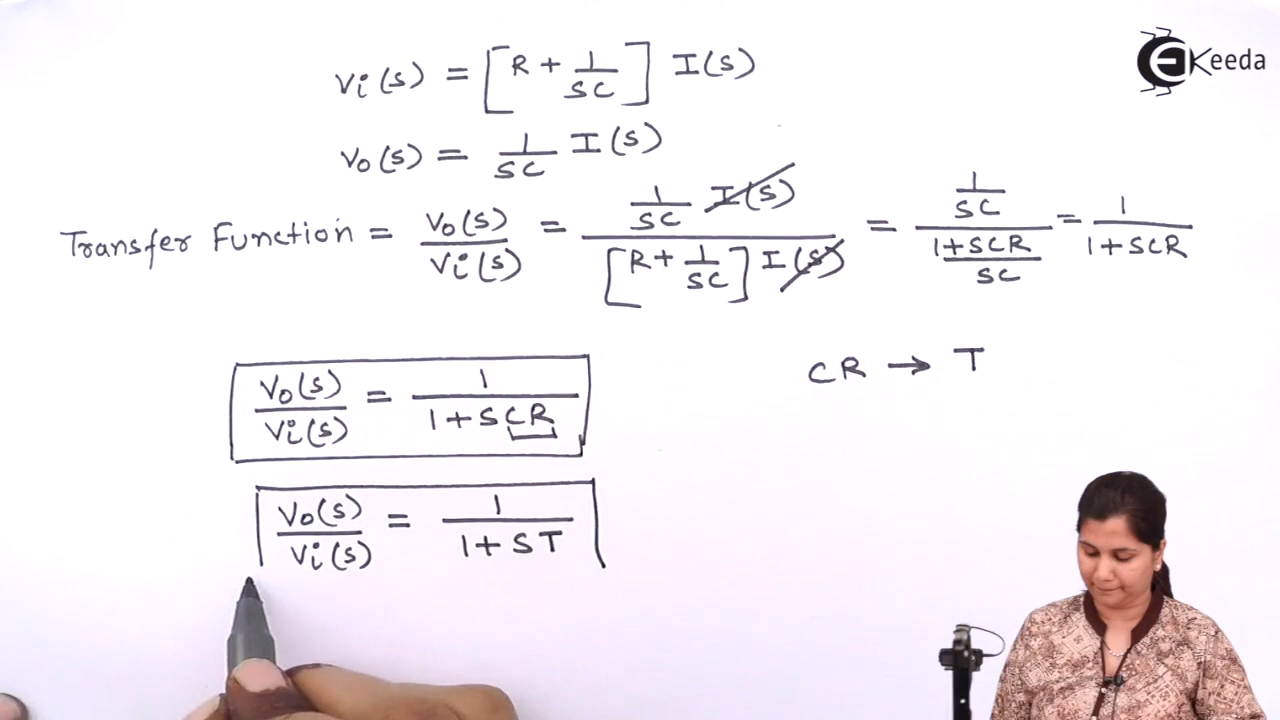 Ekeeda
Vi(s) = [R + 1/SC] I(s)
Vo(s) = 1/SC I(s)
Transfer Function = Vo(s)/Vi(s) = 1/SC I(s) / [R + 1/SC] I(s) = 1/SC / (1+SCR)/SC = 1/1+SCR
Vo(s)/Vi(s) = 1/1+SCR
CR → T
Vo(s)/Vi(s) = 1/1+ST